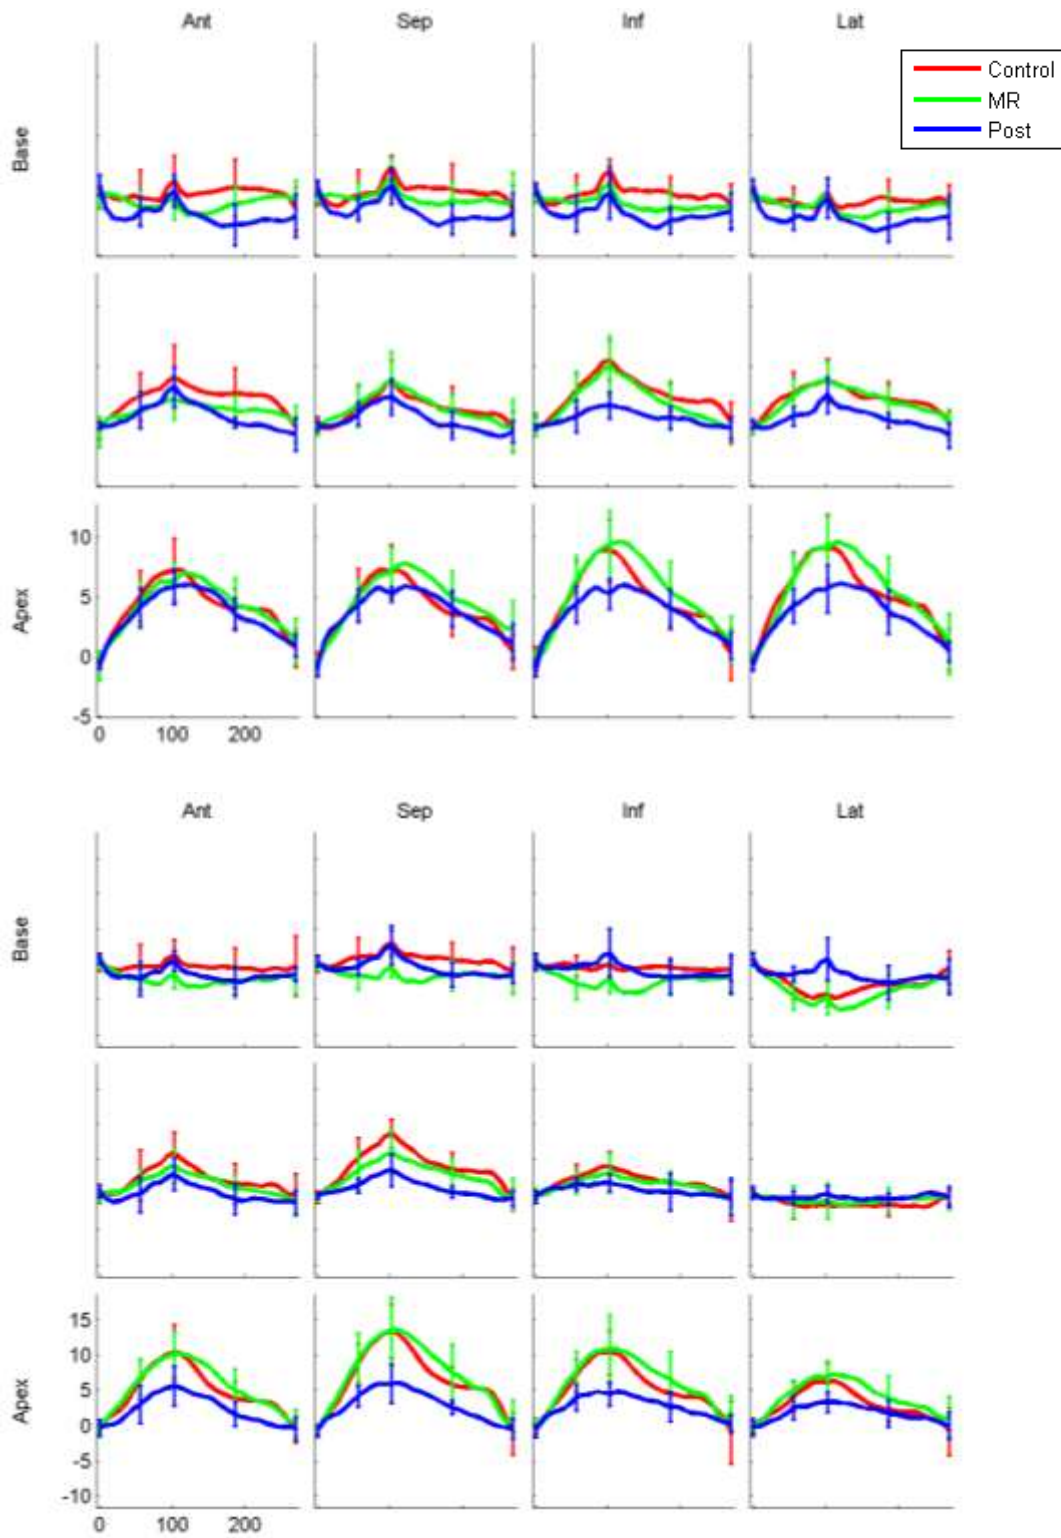 Ant Sep Inf Lat
Control
MR
Post
Base
Apex
10
5
0
-5
0 100 200
Ant Sep Inf Lat
Base
Apex
15
10
5
0
-5
-10
0 100 200